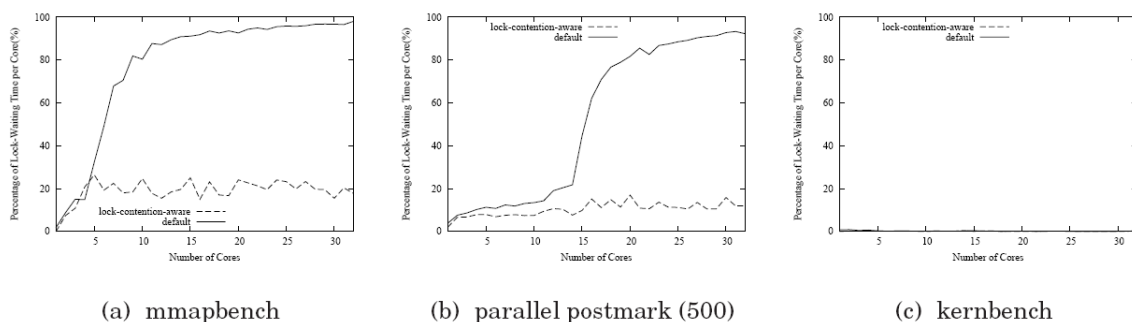 100
80
60
40
20
0
5
10
15
20
25
30
Percentage of Lock-Waiting Time per Core(%)
Number of Cores
lock-contention-aware
default
(a) mmapbench
100
80
60
40
20
0
5
10
15
20
25
30
Percentage of Lock-Waiting Time per Core(%)
Number of Cores
lock-contention-aware
default
(b) parallel postmark (500)
100
80
60
40
20
0
5
10
15
20
25
30
Percentage of Lock-Waiting Time per Core(%)
Number of Cores
lock-contention-aware
default
(c) kernbench